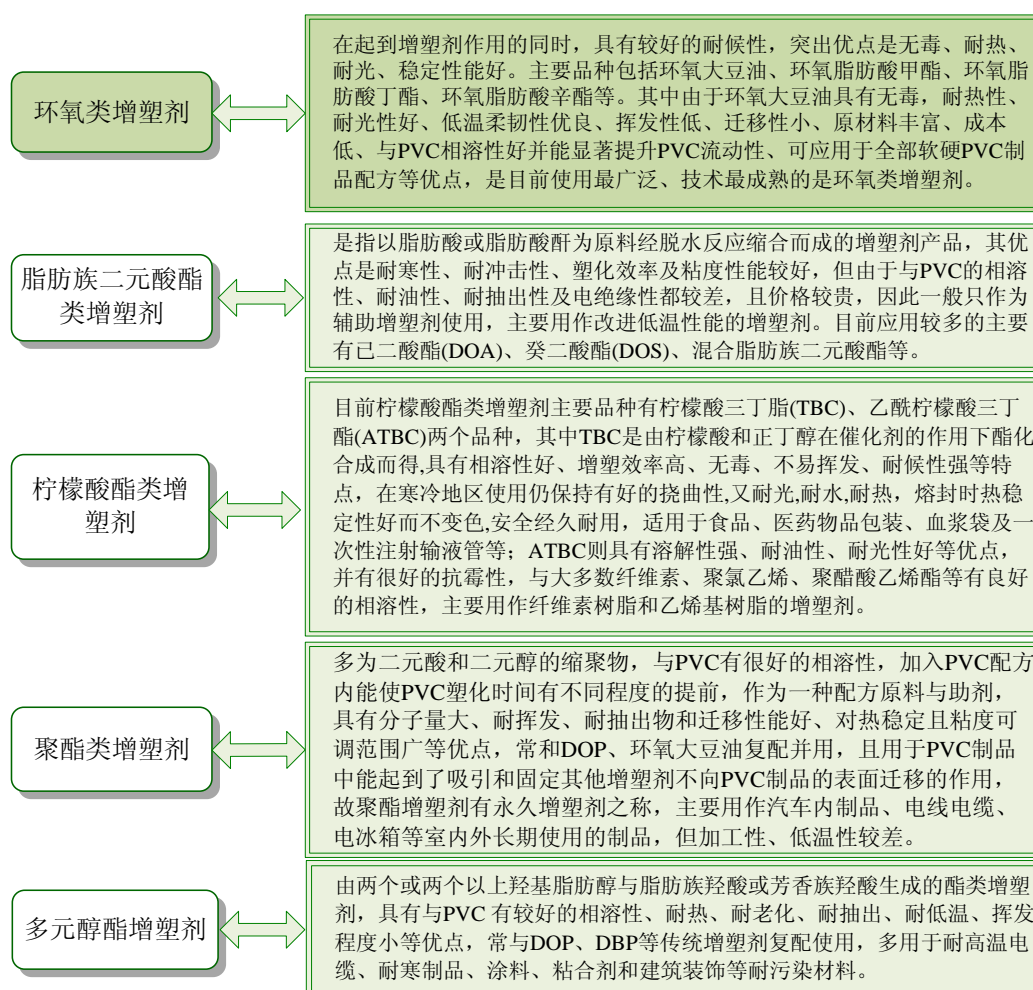 环氧类增塑剂
在起到增塑剂作用的同时，具有较好的耐候性，突出优点是无毒、耐热、
耐光、稳定性能好。主要品种包括环氧大豆油、环氧脂肪酸甲酯、环氧脂
肪酸丁酯、环氧脂肪酸辛酯等。其中由于环氧大豆油具有无毒，耐热性、
耐光性好、低温柔韧性优良、挥发性低、迁移性小、原材料丰富、成本
低、与PVC相溶性好并能显著提升PVC流动性、可应用于全部软硬PVC制
品配方等优点，是目前使用最广泛、技术最成熟的是环氧类增塑剂。
脂肪族二元酸酯
类增塑剂
是指以脂肪酸或脂肪酸酐为原料经脱水反应缩合而成的增塑剂产品，其优
点是耐寒性、耐冲击性、塑化效率及粘度性能较好，但由于与PVC的相溶
性、耐油性、耐抽出性及电绝缘性都较差，且价格较贵，因此一般只作为
辅助增塑剂使用，主要用作改进低温性能的增塑剂。目前应用较多的主要
有己二酸酯(DOA)、癸二酸酯(DOS)、混合脂肪族二元酸酯等。
柠檬酸酯类增
塑剂
目前柠檬酸酯类增塑剂主要品种有柠檬酸三丁脂(TBC)、乙酰柠檬酸三丁
酯(ATBC)两个品种，其中TBC是由柠檬酸和正丁醇在催化剂的作用下酯化
合成而得,具有相溶性好、增塑效率高、无毒、不易挥发、耐候性强等特
点，在寒冷地区使用仍保持有好的挠曲性,又耐光,耐水,耐热，熔封时热稳
定性好而不变色,安全经久耐用，适用于食品、医药物品包装、血浆袋及一
次性注射输液管等；ATBC则具有溶解性强、耐油性、耐光性好等优点，
并有很好的抗霉性，与大多数纤维素、聚氯乙烯、聚醋酸乙烯酯等有良好
的相溶性，主要用作纤维素树脂和乙烯基树脂的增塑剂。
聚酯类增塑剂
多为二元酸和二元醇的缩聚物，与PVC有很好的相溶性，加入PVC配方
内能使PVC塑化时间有不同程度的提前，作为一种配方原料与助剂，
具有分子量大、耐挥发、耐抽出物和迁移性能好、对热稳定且粘度可
调范围广等优点，常和DOP、环氧大豆油复配并用，且用于PVC制品
中能起到了吸引和固定其他增塑剂不向PVC制品的表面迁移的作用，
故聚酯增塑剂有永久增塑剂之称，主要用作汽车内制品、电线电缆、
电冰箱等室内外长期使用的制品，但加工性、低温性较差。
多元醇酯增塑剂
由两个或两个以上羟基脂肪醇与脂肪族羟酸或芳香族羟酸生成的酯类增塑
剂，具有与PVC 有较好的相溶性、耐热、耐老化、耐抽出、耐低温、挥发
程度小等优点，常与DOP、DBP等传统增塑剂复配使用，多用于耐高温电
缆、耐寒制品、涂料、粘合剂和建筑装饰等耐污染材料。